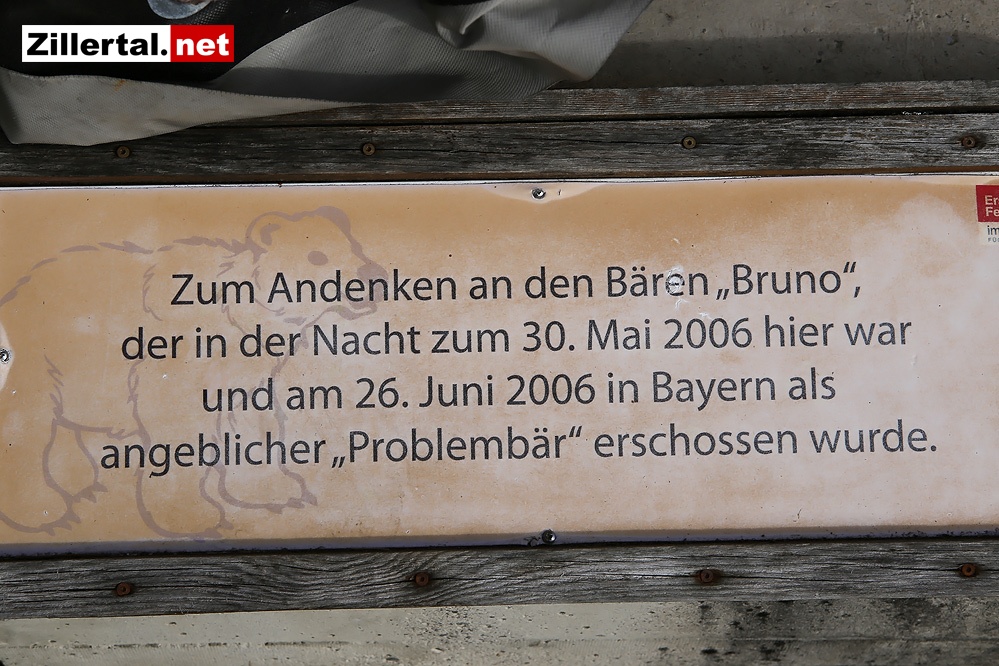 Zillertal.net
Zum Andenken an den Bären „Bruno“,
der in der Nacht zum 30. Mai 2006 hier war
und am 26. Juni 2006 in Bayern als
angeblicher „Problembär“ erschossen wurde.